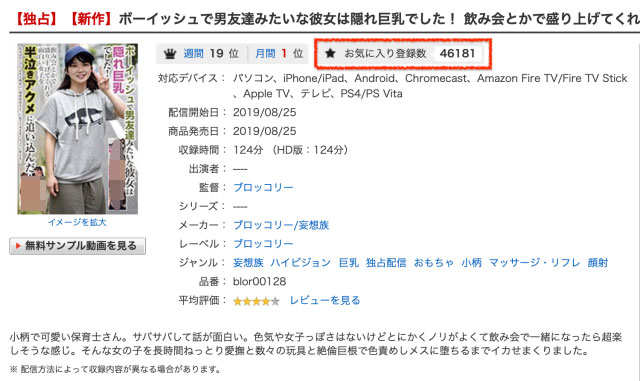 【独占】【新作】ボーイッシュで男友達みたいな彼女は隠れ巨乳でした！ 飲み会とかで盛り上げてくれ
ボーイッシュで男友達みたいな彼女は
隠れ巨乳でした！
半泣きアクメに追い込んだ
イメージを拡大
無料サンプル動画を見る
週間 19 位 月間 1 位 お気に入り登録数 46181
対応デバイス： パソコン、iPhone/iPad、Android、Chromecast、Amazon Fire TV/Fire TV Stick
、Apple TV、テレビ、PS4/PS Vita
配信開始日： 2019/08/25
商品発売日： 2019/08/25
収録時間： 124分 （HD版：124分）
出演者： ----
監督： ブロッコリー
シリーズ： ----
メーカー： ブロッコリー/妄想族
レーベル： ブロッコリー
ジャンル： 妄想族 ハイビジョン 巨乳 独占配信 おもちゃ 小柄 マッサージ・リフレ 顔射
品番： blor00128
平均評価： レビューを見る
小柄で可愛い保育士さん。サバサバして話が面白い。色気や女子っぽさはないけどとにかくノリがよくて飲み会で一緒になったら超楽
しそうな感じ。そんな女の子を長時間ねっとり愛撫と数々の玩具と絶倫巨根で色責めしメスに堕ちるまでイカせまくりました。
※ 配信方法によって収録内容が異なる場合があります。